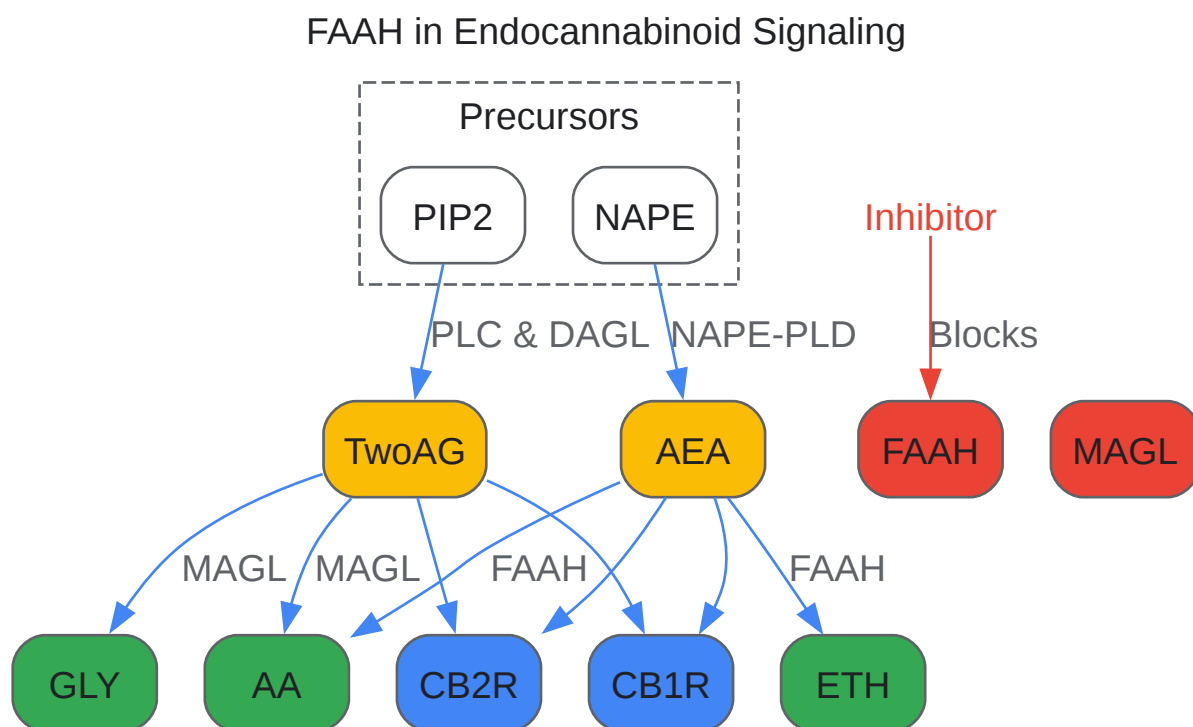 FAAH in Endocannabinoid Signaling
Precursors
PIP2
NAPE
Inhibitor
PLC & DAGL
NAPE-PLD
Blocks
TwoAG
AEA
FAAH
MAGL
MAGL
MAGL
FAAH
FAAH
GLY
AA
CB2R
CB1R
ETH